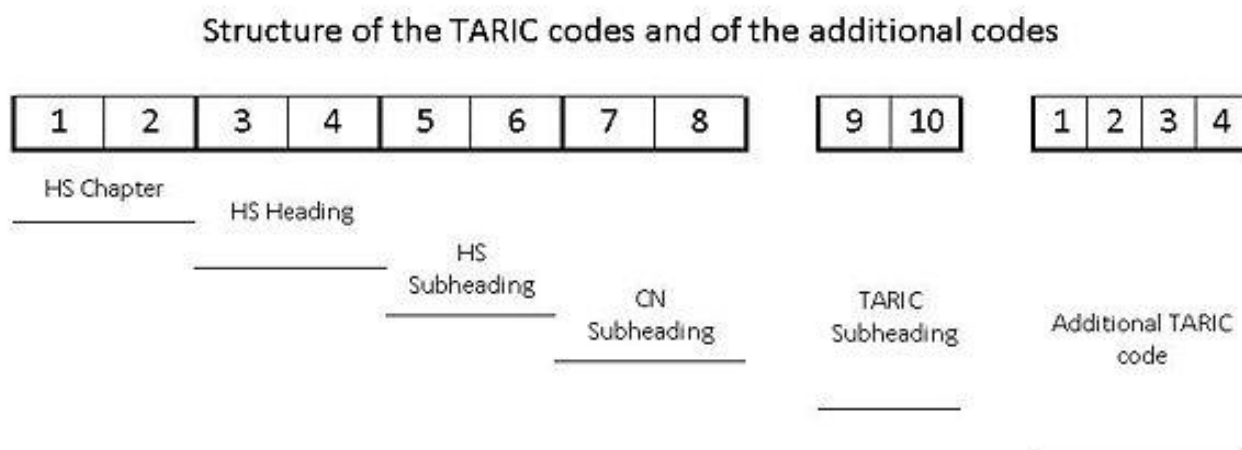 Structure of the TARIC codes and of the additional codes
1 2 3 4 5 6 7 8 9 10 1 2 3 4
HS Chapter
HS Heading
HS
Subheading
CN
Subheading
TARIC
Subheading
Additional TARIC
code